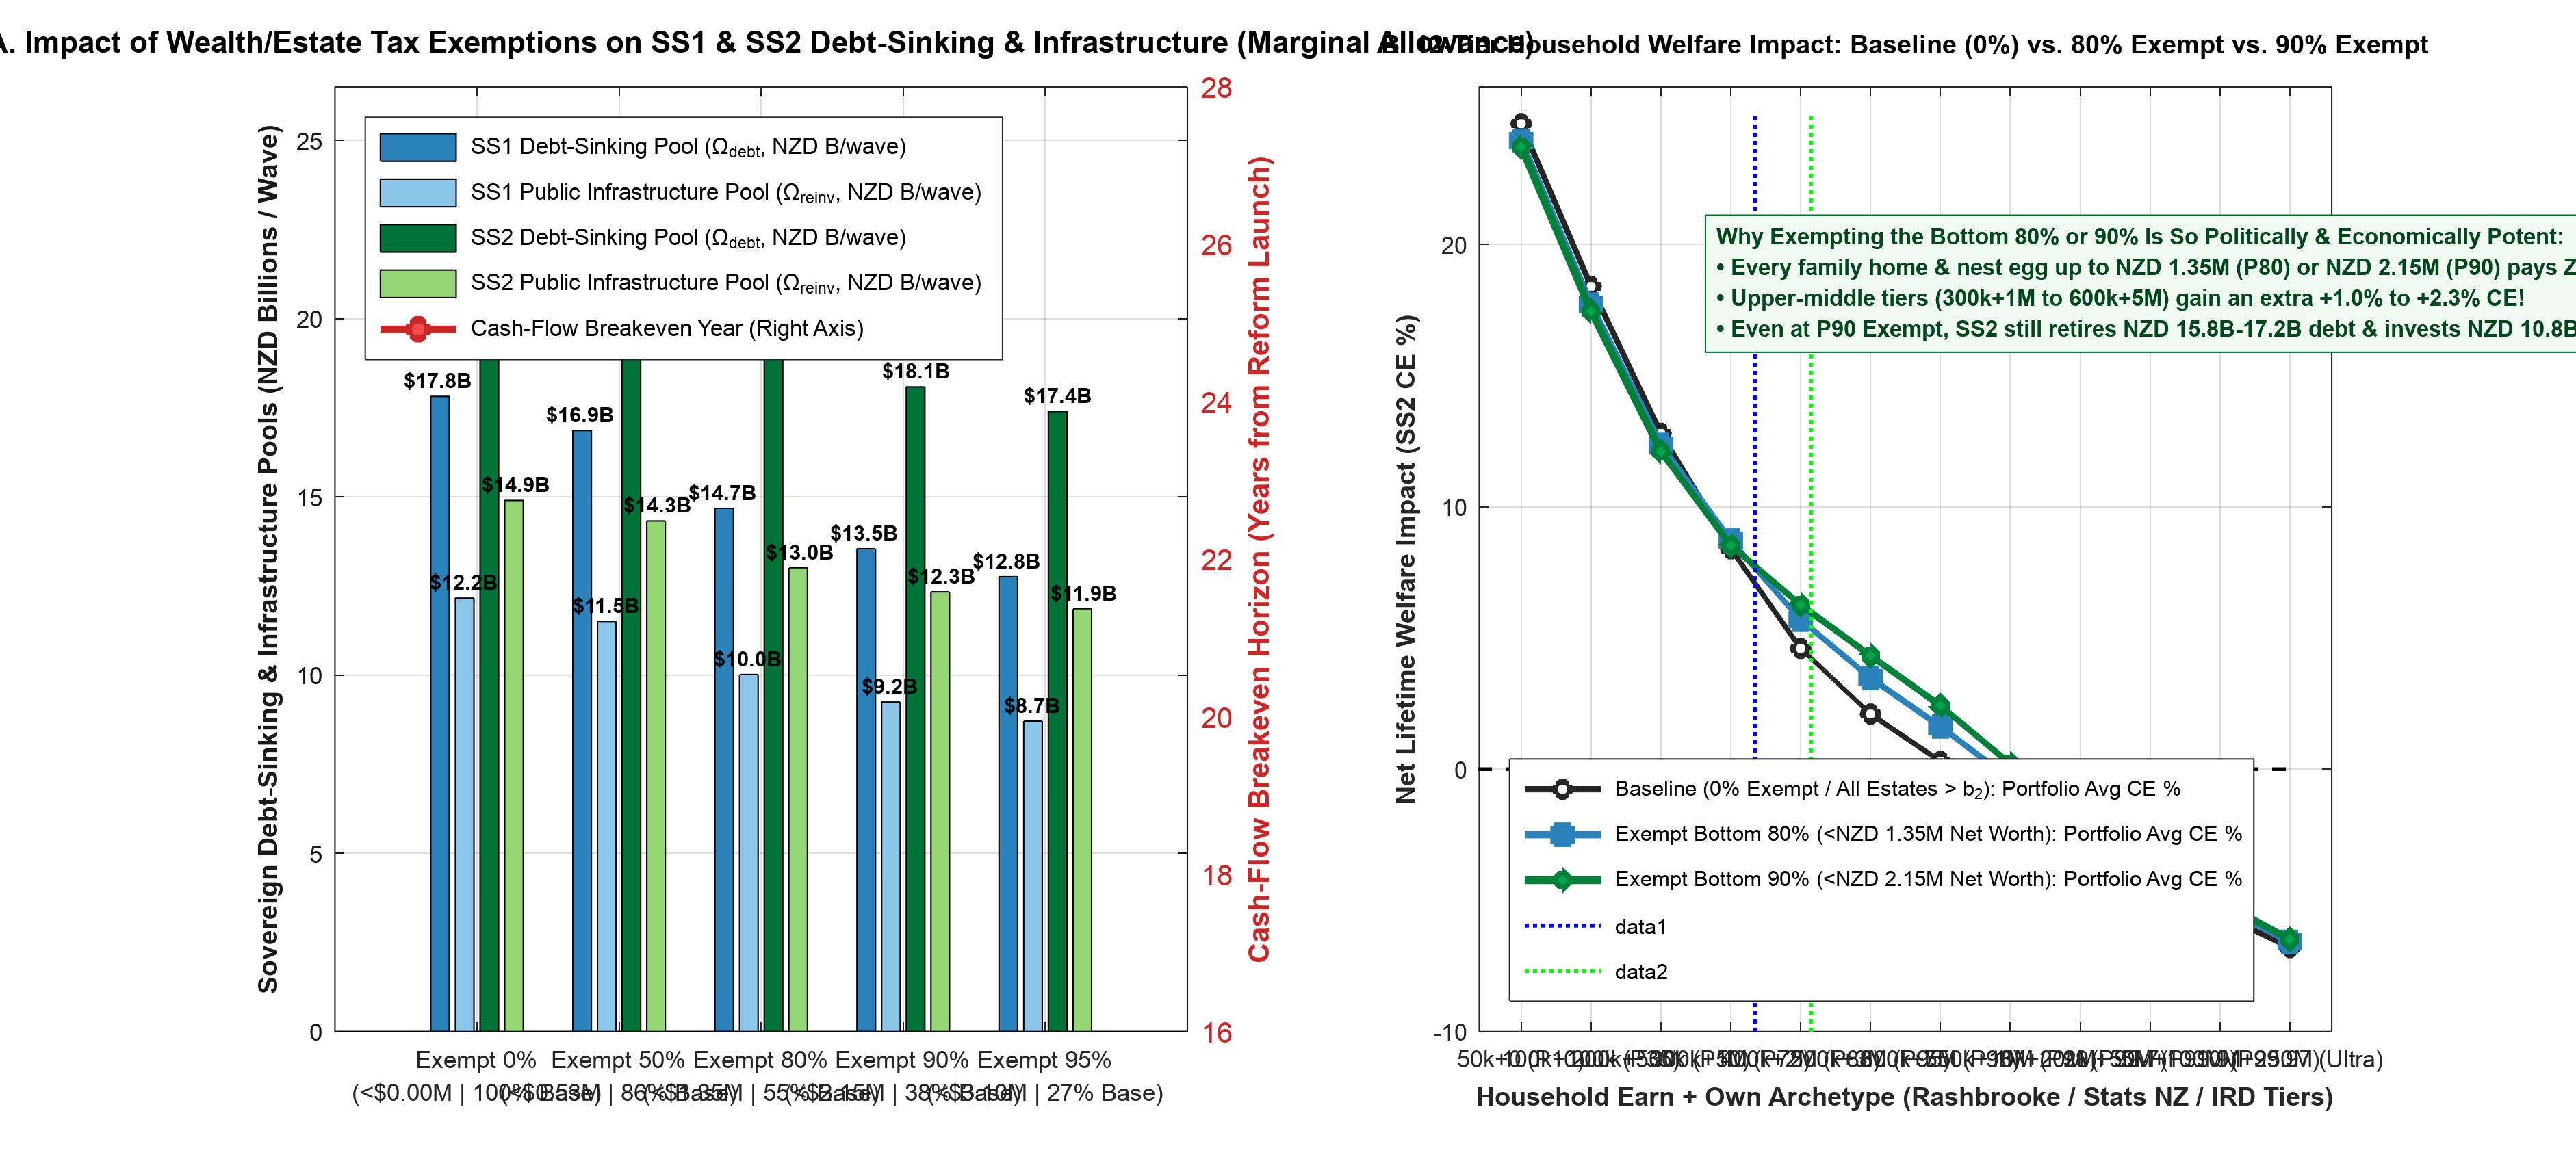 A. Impact of Wealth/Estate Tax Exemptions on SS1 & SS2 Debt-Sinking & Infrastructure (Marginal Allowance)
Household Welfare Impact: Baseline (0%) vs. 80% Exempt vs. 90% Exempt
Sovereign Debt-Sinking & Infrastructure Pools (NZD Billions / Wave)
25
20
15
10
5
0
SS1 Debt-Sinking Pool (Ωdebt, NZD B/wave)
SS1 Public Infrastructure Pool (Ωreinv, NZD B/wave)
SS2 Debt-Sinking Pool (Ωdebt, NZD B/wave)
SS2 Public Infrastructure Pool (Ωreinv, NZD B/wave)
Cash-Flow Breakeven Year (Right Axis)
$17.8B
$12.2B
$14.9B
$16.9B
$11.5B
$14.3B
$14.7B
$10.0B
$13.0B
$13.5B
$9.2B
$18.1B
$12.3B
$12.8B
$8.7B
$17.4B
$11.9B
Exempt 0%
Exempt 50%
Exempt 80%
Exempt 90%
Exempt 95%
(<$0.00M | 100% Base)
| 27% Base)
28
26
24
22
20
18
16
Cash-Flow Breakeven Horizon (Years from Reform Launch)
Net Lifetime Welfare Impact (SS2 CE %)
20
10
0
-10
Why Exempting the Bottom 80% or 90% Is So Politically & Economically Potent:
• Every family home & nest egg up to NZD 1.35M (P80) or NZD 2.15M (P90) pays
• Upper-middle tiers (300k+1M to 600k+5M) gain an extra +1.0% to +2.3% CE!
• Even at P90 Exempt, SS2 still retires NZD 15.8B-17.2B debt & invests NZD 10.8B
Baseline (0% Exempt / All Estates > b2): Portfolio Avg CE %
Exempt Bottom 80% (<NZD 1.35M Net Worth): Portfolio Avg CE %
Exempt Bottom 90% (<NZD 2.15M Net Worth): Portfolio Avg CE %
data1
data2
(Ultra)
Household Earn + Own Archetype (Rashbrooke / Stats NZ / IRD Tiers)